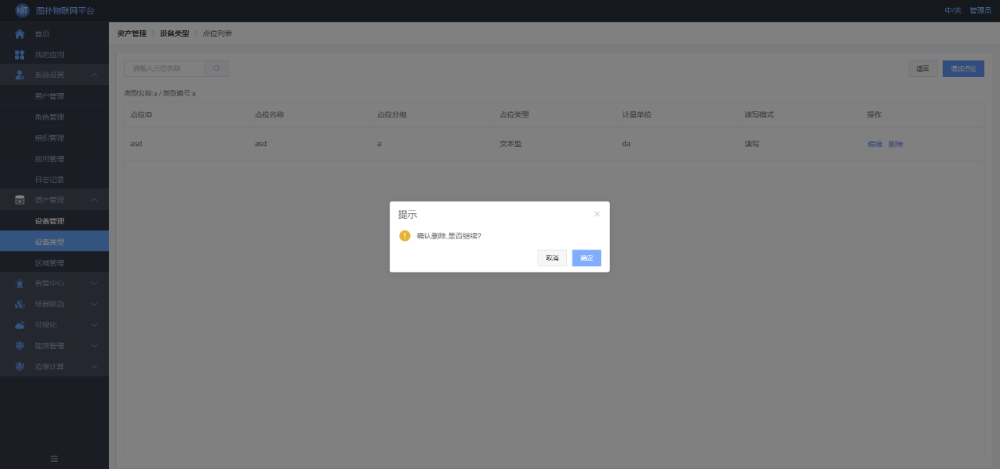 IOT 图扑物联网平台
中/英 管理员
首页
我的应用
系统设置
用户管理
角色管理
组织管理
应用管理
日志记录
资产管理
设备管理
设备类型
区域管理
告警中心
场景联动
可视化
能效管理
边缘计算
资产管理 > 设备类型 > 点位列表
请输入点位名称
返回 增加点位
类型名称:a / 类型编号:a
点位ID 点位名称 点位分组 点位类型 计量单位 读写模式 操作
asd asd a 文本型 da 读写 编辑 删除
提示
确认删除,是否继续?
取消 确定